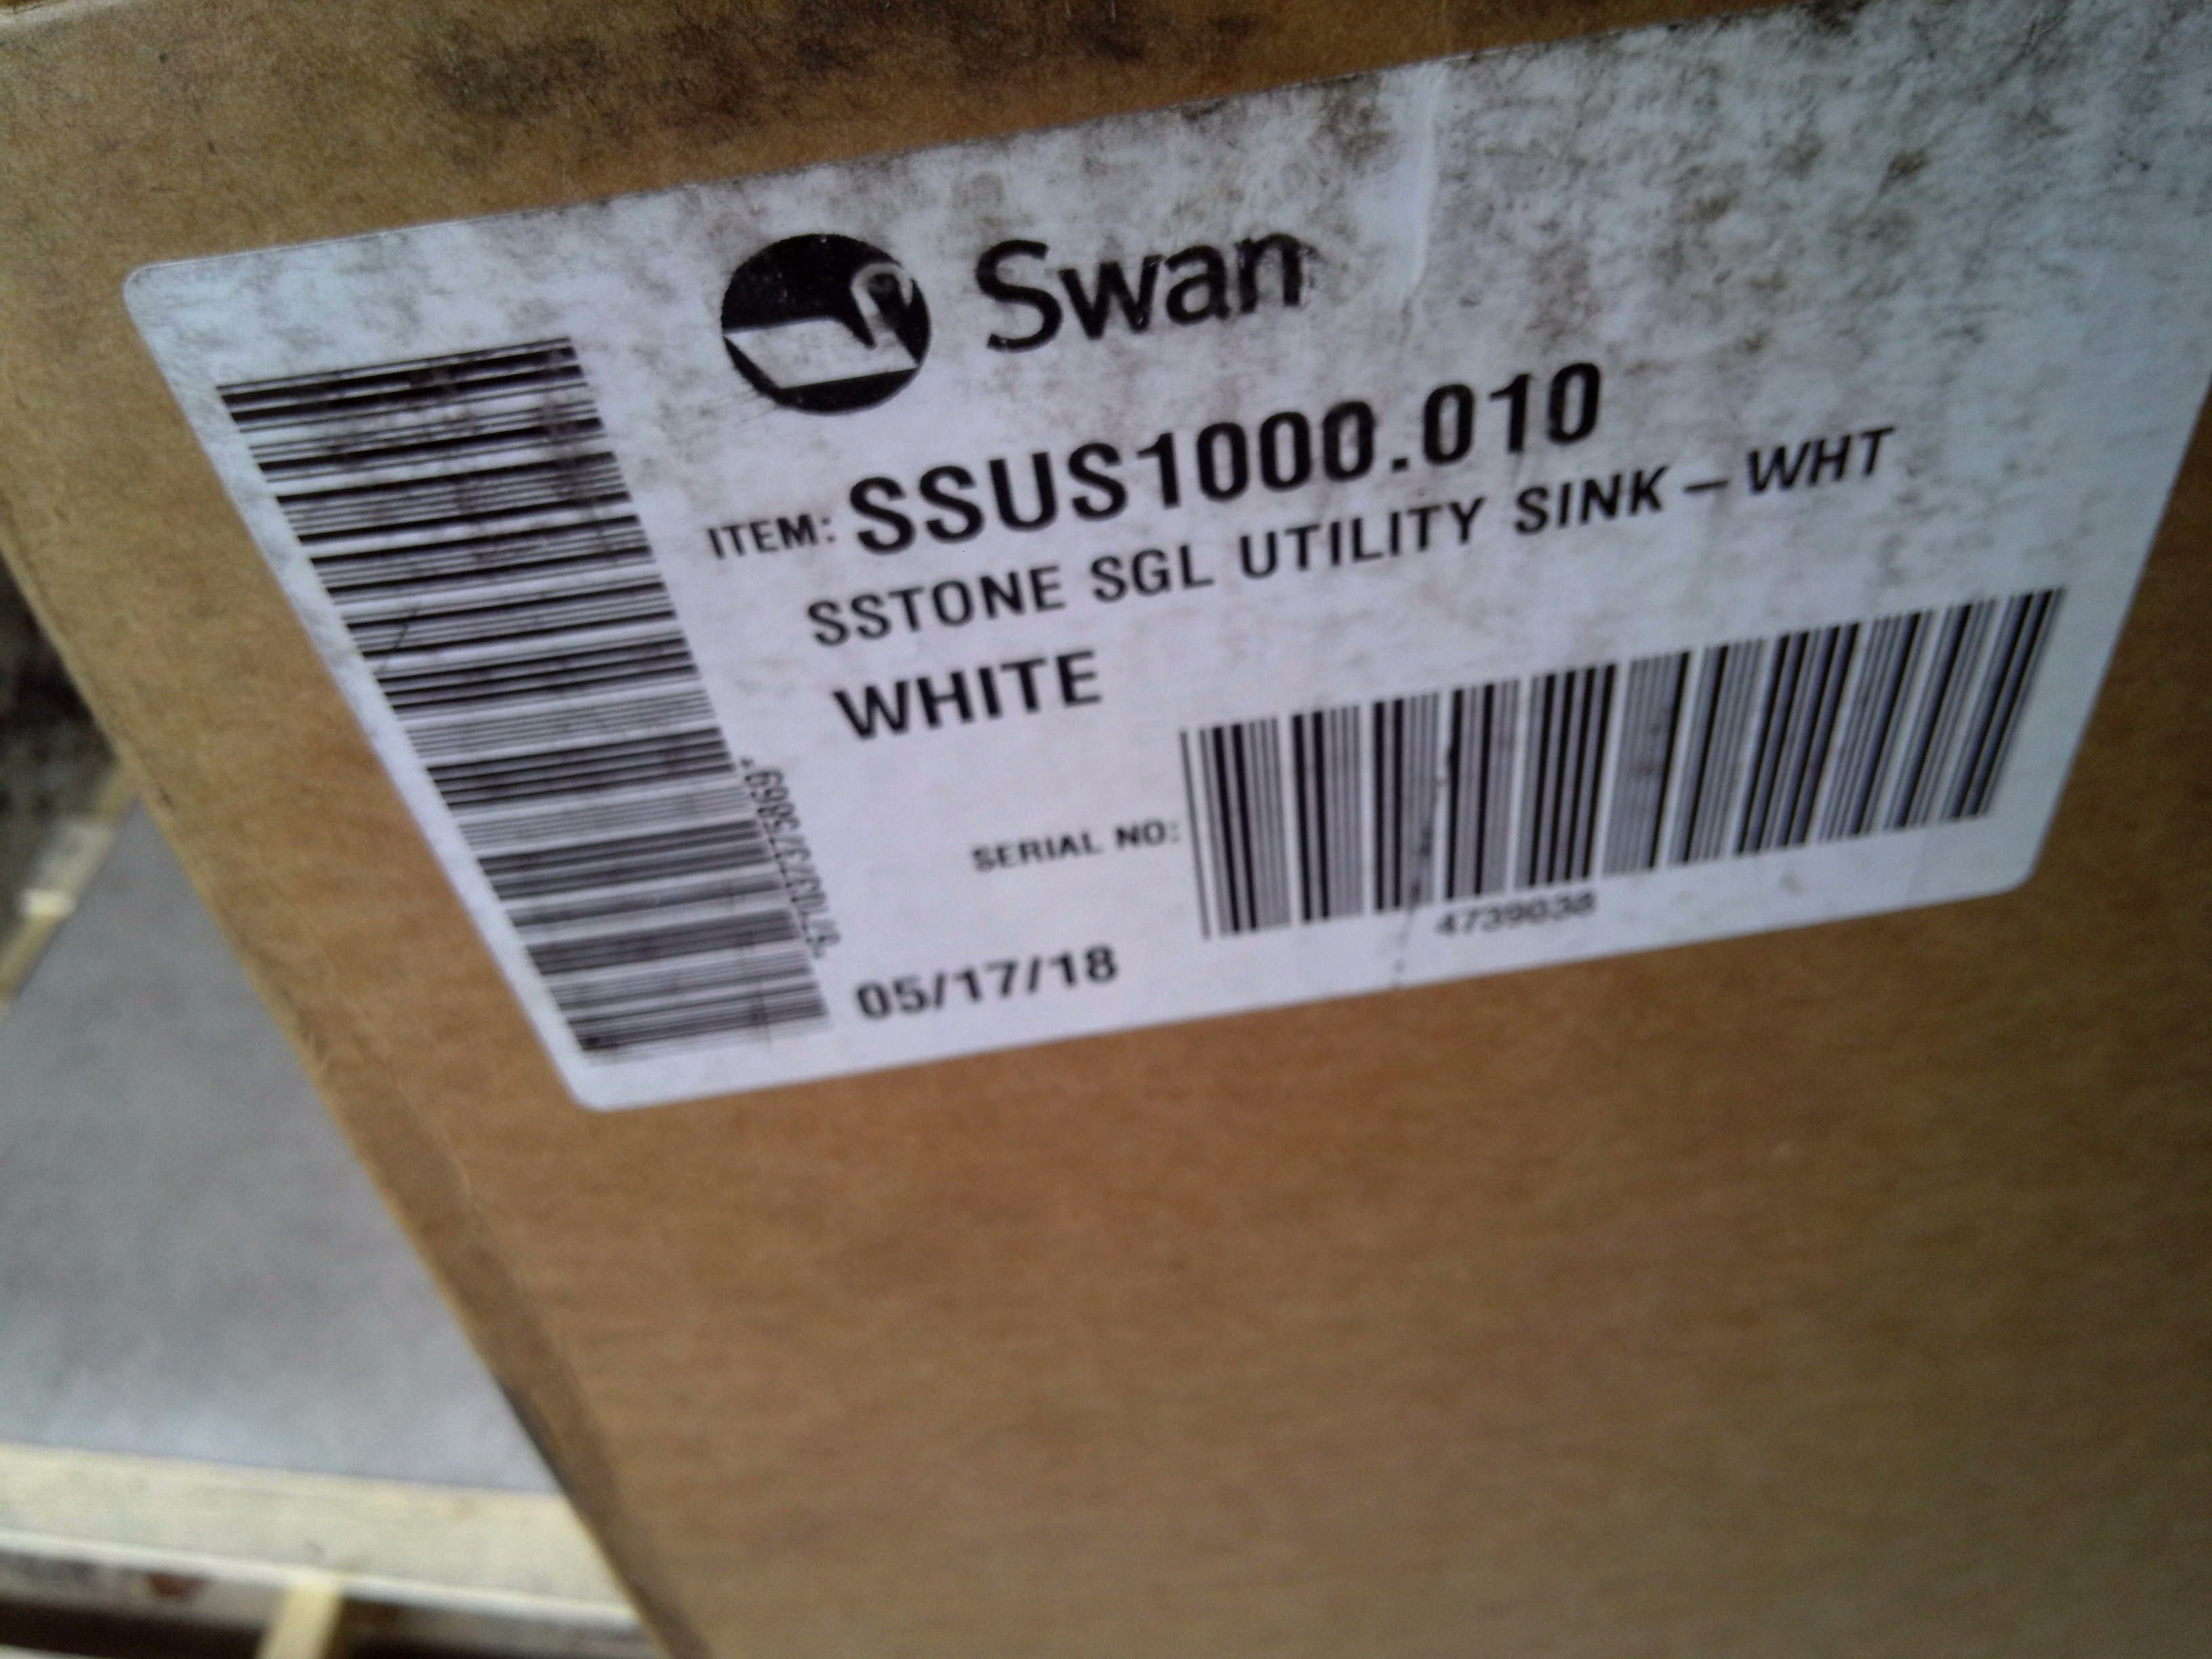 Swan
ITEM: SSUS1000.010
SSTONE SGL UTILITY SINK - WHT
WHITE
SERIAL NO:
4739038
05/17/18